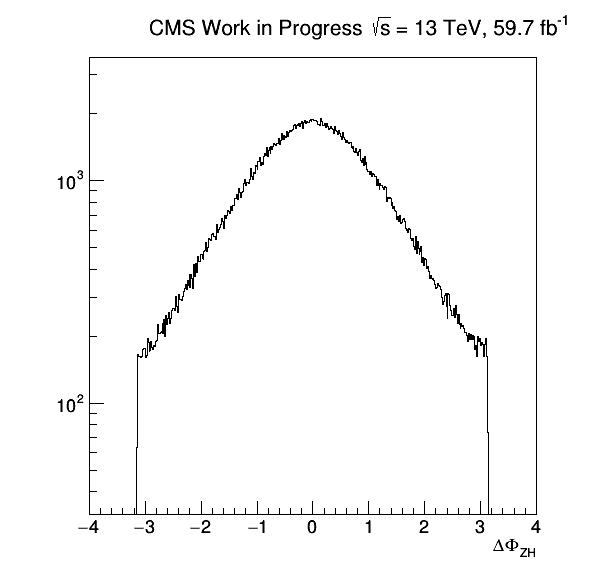 CMS Work in Progress √s = 13 TeV, 59.7 fb⁻¹
10³
10²
−4 −3 −2 −1 0 1 2 3 4
ΔΦ_ZH